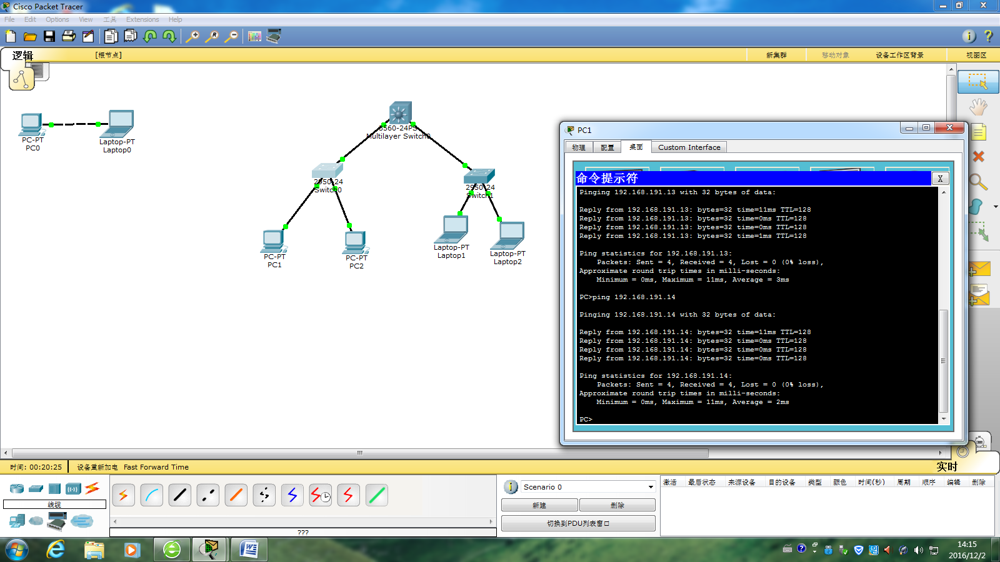 Cisco Packet Tracer
File Edit Options View 工具 Extensions Help
逻辑 [根节点] 新集群 移动对象 设备工作区背景 视图区
PC-PT
PC0
Laptop-PT
Laptop0
3560-24PS
Multilayer Switch0
2950-24
Switch0
2950-24
Switch1
PC-PT
PC1
PC-PT
PC2
Laptop-PT
Laptop1
Laptop-PT
Laptop2
PC1
物理 配置 桌面 Custom Interface
命令提示符 X
Pinging 192.168.191.13 with 32 bytes of data:
Reply from 192.168.191.13: bytes=32 time=11ms TTL=128
Reply from 192.168.191.13: bytes=32 time=0ms TTL=128
Reply from 192.168.191.13: bytes=32 time=0ms TTL=128
Reply from 192.168.191.13: bytes=32 time=1ms TTL=128
Ping statistics for 192.168.191.13:
Packets: Sent = 4, Received = 4, Lost = 0 (0% loss),
Approximate round trip times in milli-seconds:
Minimum = 0ms, Maximum = 11ms, Average = 3ms
PC>ping 192.168.191.14
Pinging 192.168.191.14 with 32 bytes of data:
Reply from 192.168.191.14: bytes=32 time=11ms TTL=128
Reply from 192.168.191.14: bytes=32 time=0ms TTL=128
Reply from 192.168.191.14: bytes=32 time=0ms TTL=128
Reply from 192.168.191.14: bytes=32 time=0ms TTL=128
Ping statistics for 192.168.191.14:
Packets: Sent = 4, Received = 4, Lost = 0 (0% loss),
Approximate round trip times in milli-seconds:
Minimum = 0ms, Maximum = 11ms, Average = 2ms
PC>
时间: 00:20:25 设备重新加电 Fast Forward Time
实时
线缆
???
Scenario 0
新建 删除
切换到PDU列表窗口
激活 最后状态 来源设备 目的设备 类型 颜色 时间(秒) 周期 顺序 编辑 删除
14:15
2016/12/2